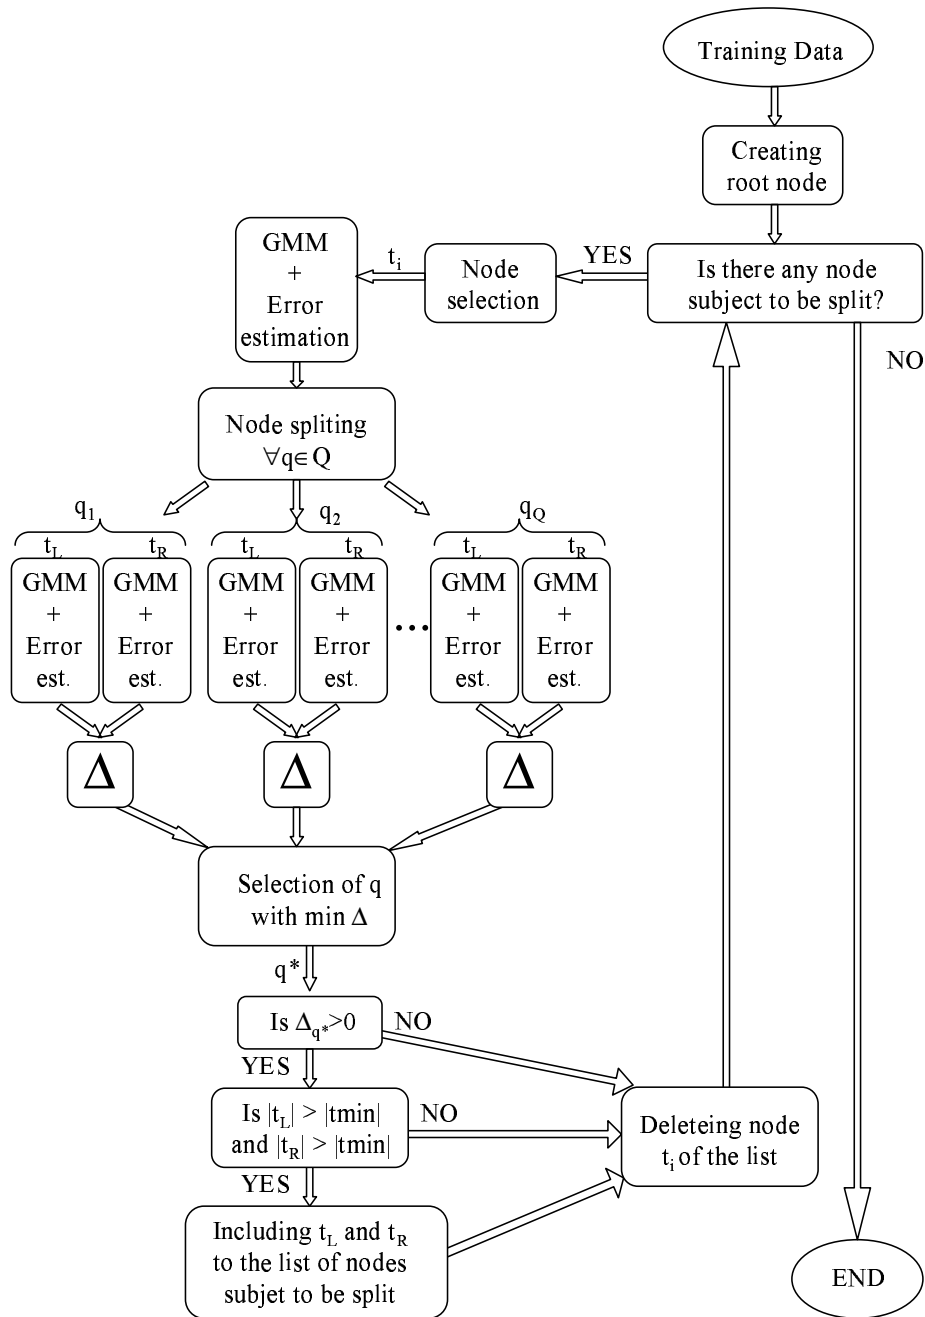 Training Data
Creating
root node
Is there any node
subject to be split?
YES
NO
Node
selection
t_i
GMM
+
Error
estimation
Node spliting
∀q∈Q
q_1
q_2
q_Q
t_L
t_R
t_L
t_R
t_L
t_R
GMM
+
Error
est.
GMM
+
Error
est.
GMM
+
Error
est.
GMM
+
Error
est.
...
GMM
+
Error
est.
GMM
+
Error
est.
Δ
Δ
Δ
Selection of q
with min Δ
q*
Is Δ_q*>0
NO
YES
Is |t_L| > |tmin|
and |t_R| > |tmin|
NO
YES
Including t_L and t_R
to the list of nodes
subjet to be split
Deleteing node
t_i of the list
END